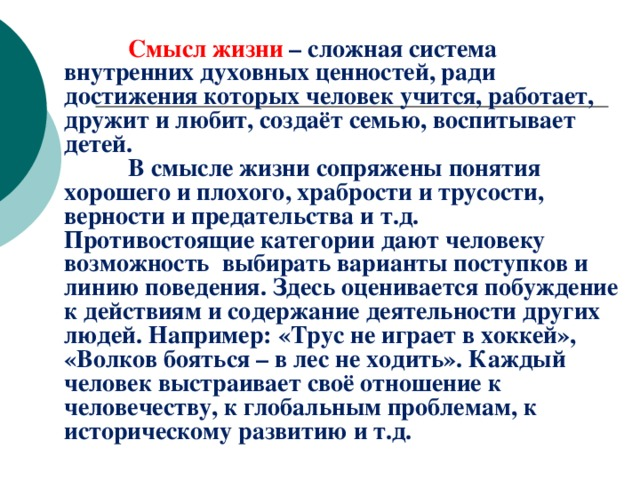 Смысл жизни – сложная система
внутренних духовных ценностей, ради
достижения которых человек учится, работает,
дружит и любит, создаёт семью, воспитывает
детей.
В смысле жизни сопряжены понятия
хорошего и плохого, храбрости и трусости,
верности и предательства и т.д.
Противостоящие категории дают человеку
возможность выбирать варианты поступков и
линию поведения. Здесь оценивается побуждение
к действиям и содержание деятельности других
людей. Например: «Трус не играет в хоккей»,
«Волков бояться – в лес не ходить». Каждый
человек выстраивает своё отношение к
человечеству, к глобальным проблемам, к
историческому развитию и т.д.